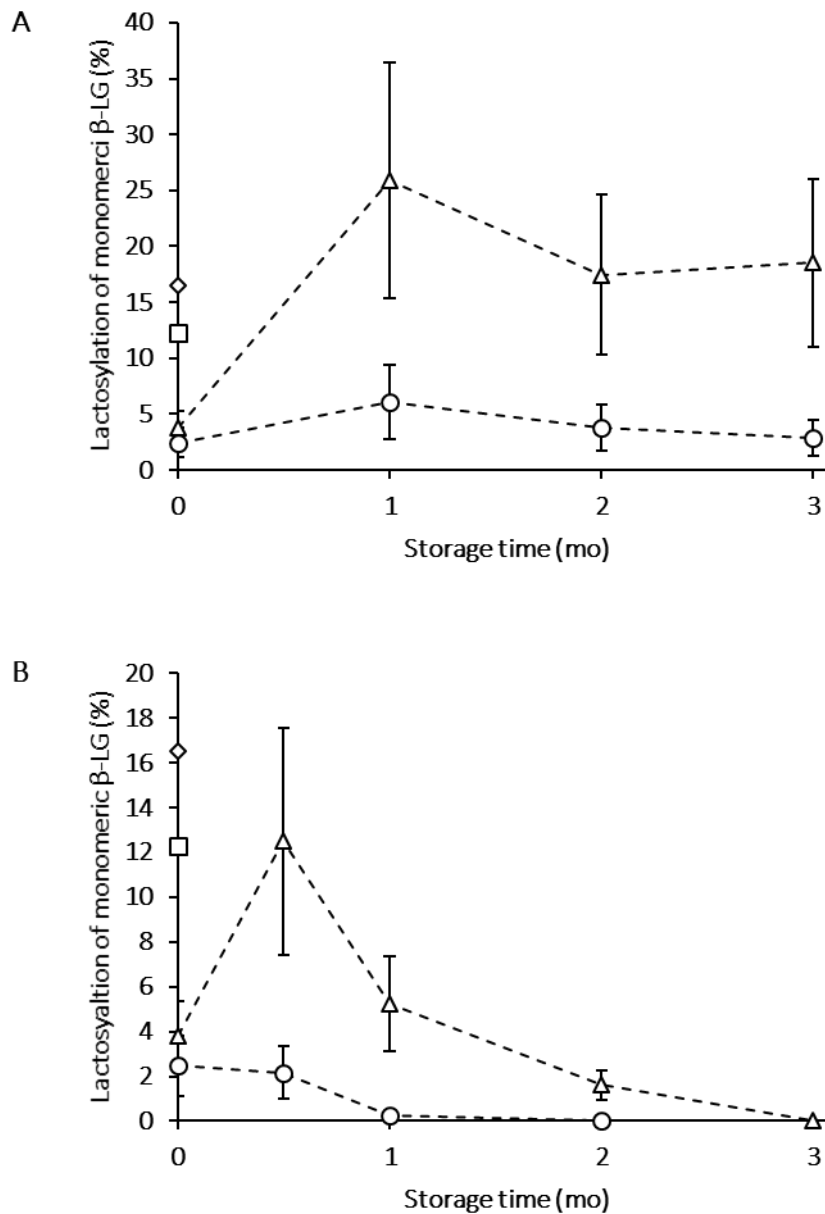 A
Lactosylation of monomerci β-LG (%)
40
35
30
25
20
15
10
5
0
0 1 2 3
Storage time (mo)
B
Lactosyaltion of monomeric β-LG (%)
20
18
16
14
12
10
8
6
4
2
0
0 1 2 3
Storage time (mo)